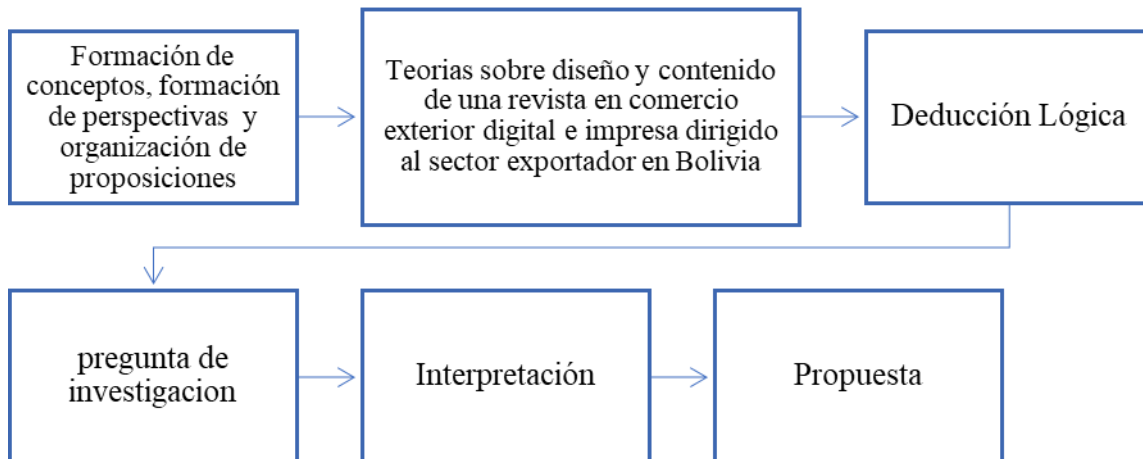 Formación de
conceptos, formación
de perspectivas y
organización de
proposiciones
Teorias sobre diseño y contenido
de una revista en comercio
exterior digital e impresa dirigido
al sector exportador en Bolivia
Deducción Lógica
pregunta de
investigacion
Interpretación
Propuesta